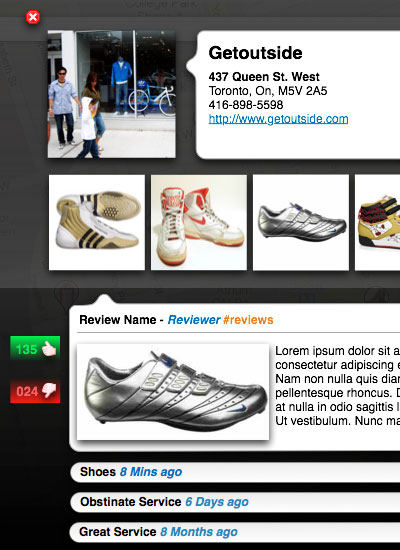 Getoutside
437 Queen St. West
Toronto, On, M5V 2A5
416-898-5598
http://www.getoutside.com
Review Name - Reviewer #reviews
135
024
Lorem ipsum dolor sit a
consectetur adipiscing e
Nam non nulla quis dia
pellentesque rhoncus. D
at nulla in odio sagittis l
Ut vestibulum. Nunc ma
Shoes 8 Mins ago
Obstinate Service 6 Days ago
Great Service 8 Months ago